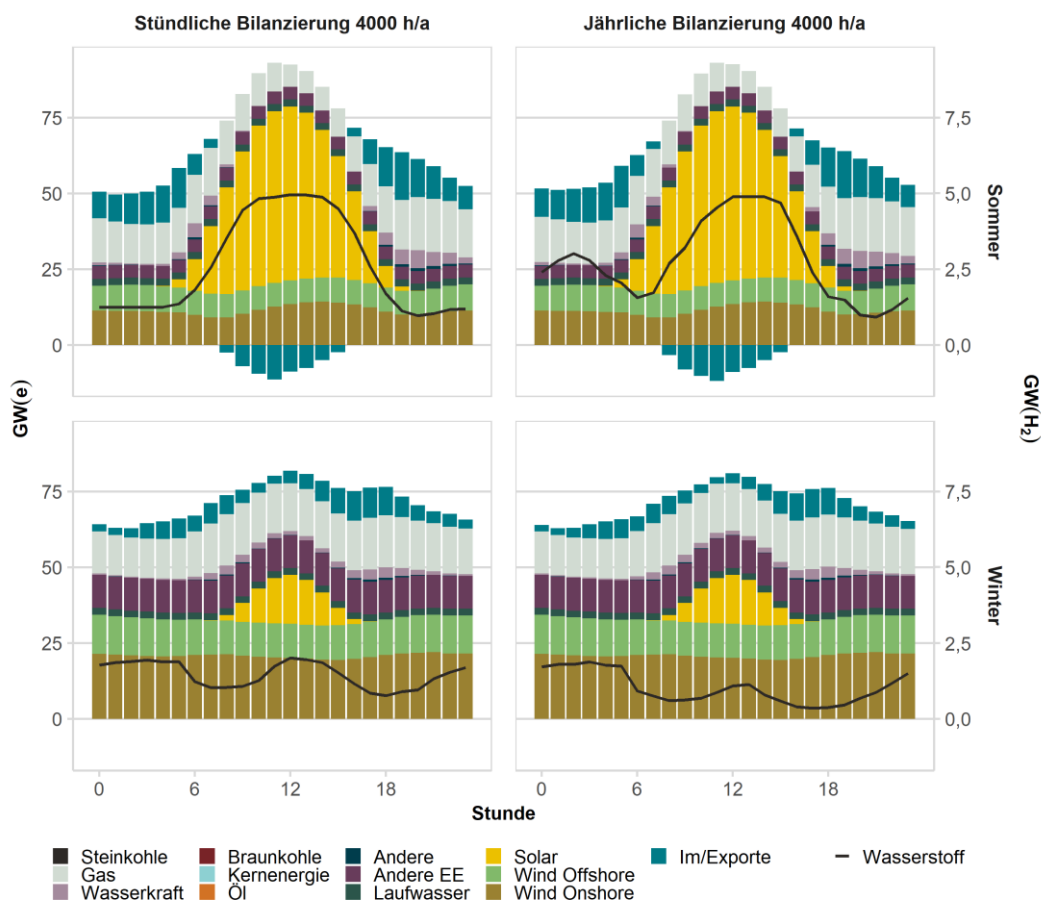 Stündliche Bilanzierung 4000 h/a
Jährliche Bilanzierung 4000 h/a
75
50
25
0
7,5
5,0
2,5
0,0
Sommer
GW(e)
GW(H₂)
75
50
25
0
7,5
5,0
2,5
0,0
Winter
0 6 12 18
0 6 12 18
Stunde
Steinkohle Braunkohle Andere Solar Im/Exporte Wasserstoff
Gas Kernenergie Andere EE Wind Offshore
Wasserkraft Öl Laufwasser Wind Onshore